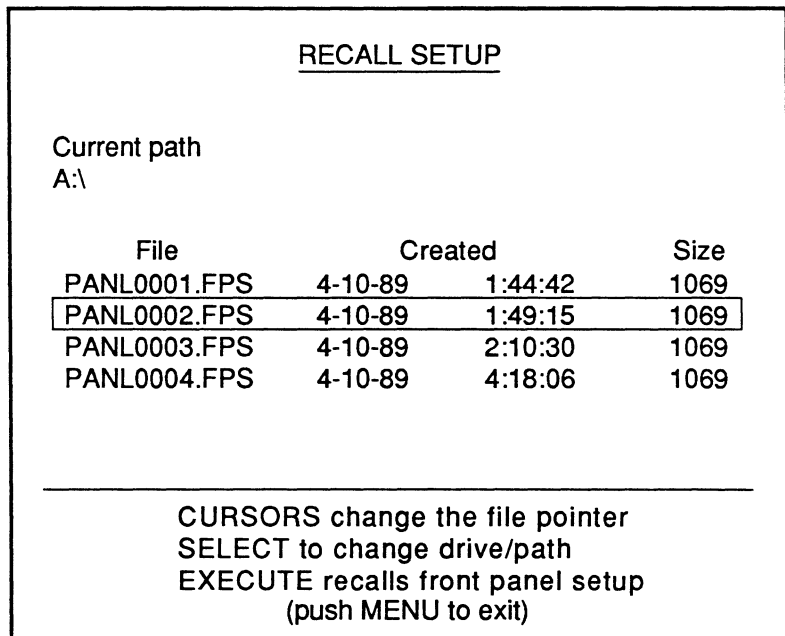 RECALL SETUP
Current path
A:\
File Created Size
PANL0001.FPS 4-10-89 1:44:42 1069
PANL0002.FPS 4-10-89 1:49:15 1069
PANL0003.FPS 4-10-89 2:10:30 1069
PANL0004.FPS 4-10-89 4:18:06 1069
CURSORS change the file pointer
SELECT to change drive/path
EXECUTE recalls front panel setup
(push MENU to exit)